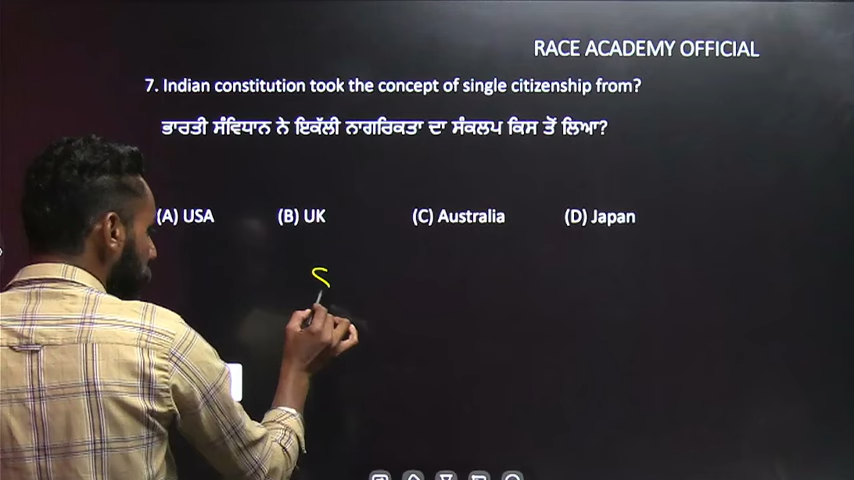 RACE ACADEMY OFFICIAL
7. Indian constitution took the concept of single citizenship from?
ਭਾਰਤੀ ਸੰਵਿਧਾਨ ਨੇ ਇਕੱਲੀ ਨਾਗਰਿਕਤਾ ਦਾ ਸੰਕਲਪ ਕਿਸ ਤੋਂ ਲਿਆ?
(A) USA (B) UK (C) Australia (D) Japan